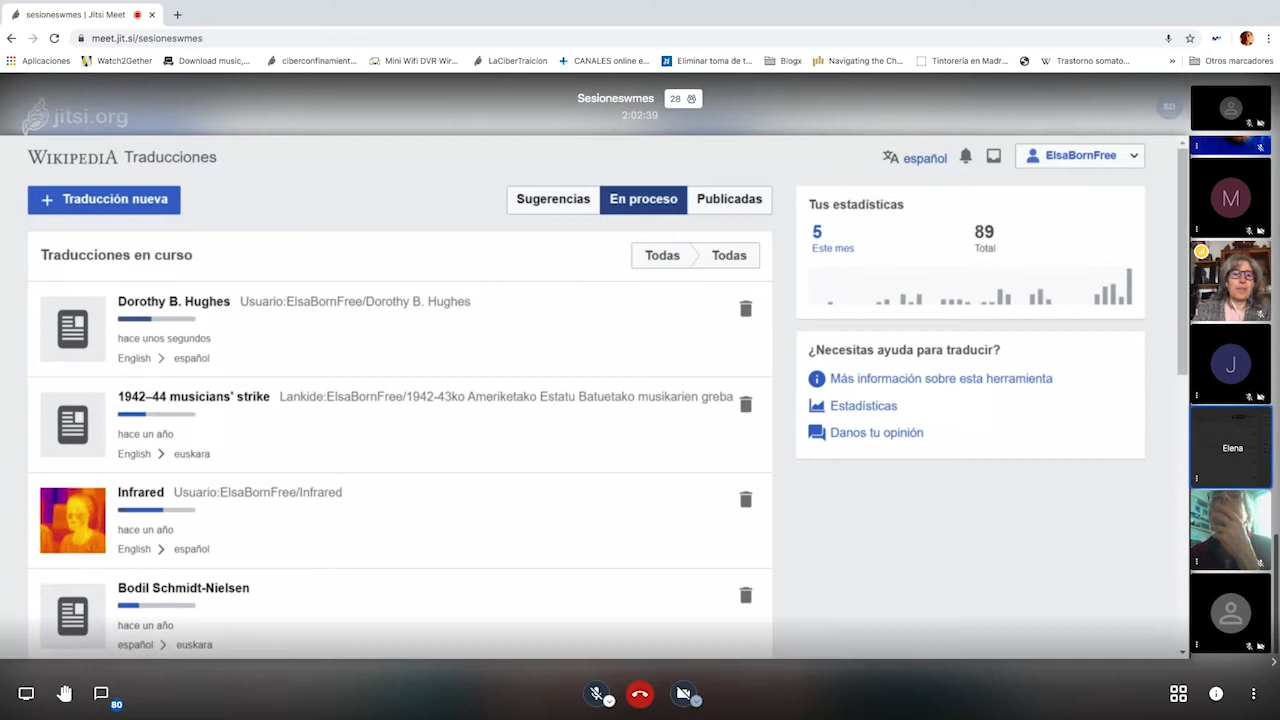 sesioneswmes | Jitsi Meet
meet.jit.si/sesioneswmes
Aplicaciones
Watch2Gether
Download music,...
ciberconfinamient...
Mini Wifi DVR Wir...
LaCiberTraicion
CANALES online e...
Eliminar toma de t...
Blogx
Navigating the Ch...
Tintorería en Madr...
Trastorno somato...
»
Otros marcadores
jitsi.org
Sesioneswmes 28
2:02:39
ED
WIKIPEDIA Traducciones
español
ElsaBornFree
+ Traducción nueva
Sugerencias
En proceso
Publicadas
Traducciones en curso
Todas
Todas
Dorothy B. Hughes Usuario:ElsaBornFree/Dorothy B. Hughes
hace unos segundos
English > español
1942–44 musicians' strike Lankide:ElsaBornFree/1942-43ko Ameriketako Estatu Batuetako musikarien greba
hace un año
English > euskara
Infrared Usuario:ElsaBornFree/Infrared
hace un año
English > español
Bodil Schmidt-Nielsen
hace un año
español > euskara
Tus estadísticas
5 89
Este mes Total
¿Necesitas ayuda para traducir?
Más información sobre esta herramienta
Estadísticas
Danos tu opinión
M
J
Elena
80